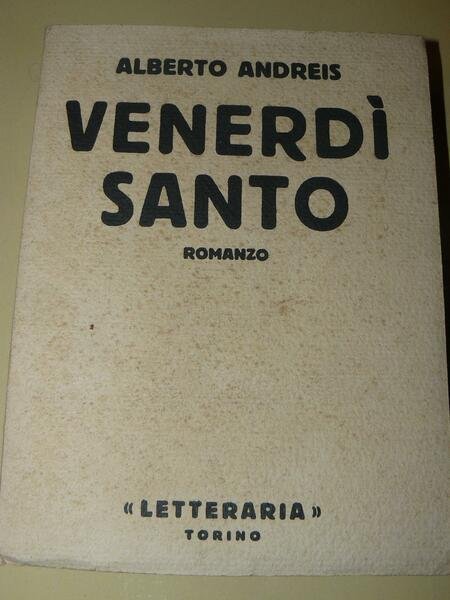 ALBERTO ANDREIS
VENERDÌ
SANTO
ROMANZO
«LETTERARIA»
TORINO